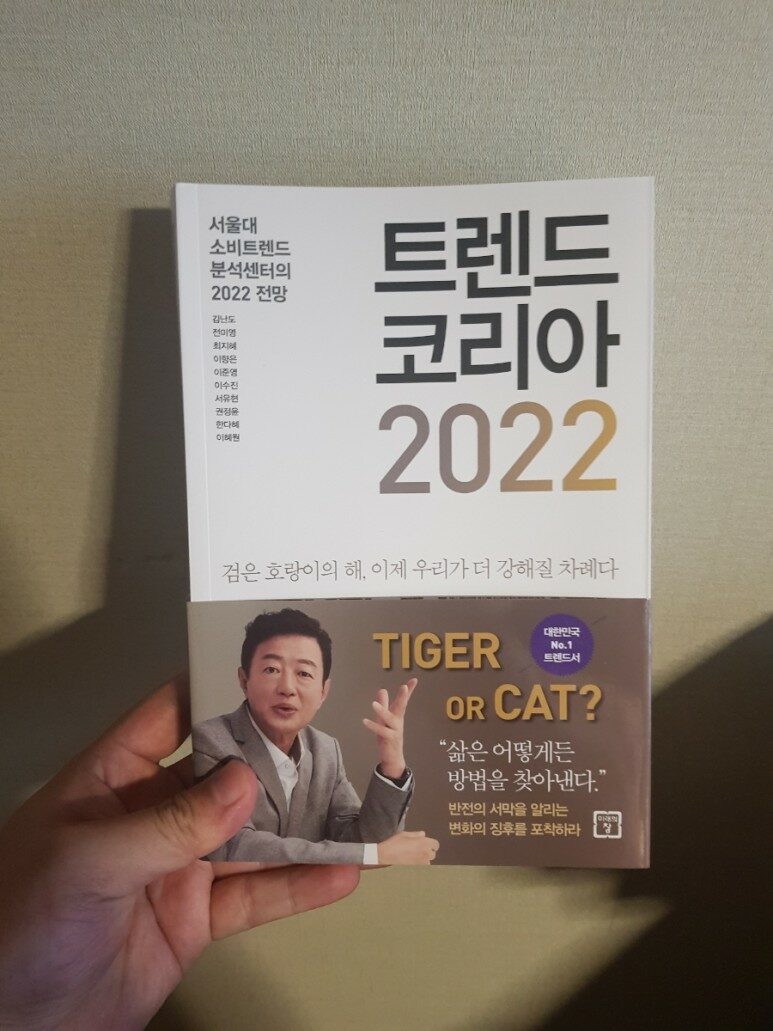 서울대
소비트렌드
분석센터의
2022 전망
김난도
전미영
최지혜
이향은
이준영
이수진
서유현
권정윤
한다혜
이혜원
트렌드
코리아
2022
검은 호랑이의 해, 이제 우리가 더 강해질 차례다
TIGER
OR CAT?
대한민국
No.1
트렌드서
“삶은 어떻게든
방법을 찾아낸다.”
반전의 서막을 알리는
변화의 징후를 포착하라
미래의
창